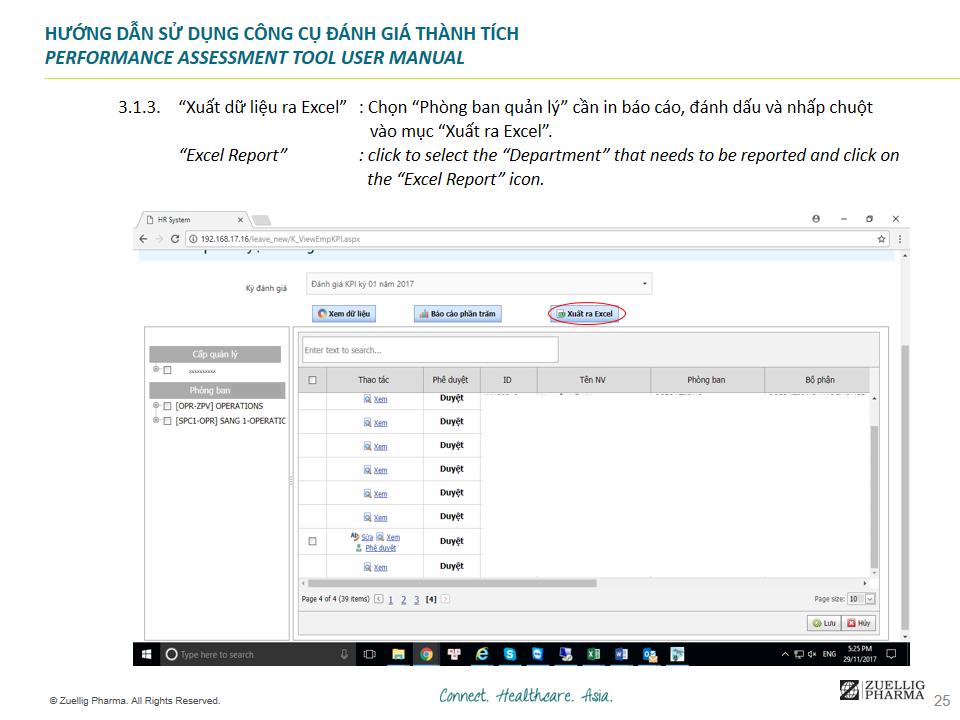 HƯỚNG DẪN SỬ DỤNG CÔNG CỤ ĐÁNH GIÁ THÀNH TÍCH
PERFORMANCE ASSESSMENT TOOL USER MANUAL
3.1.3. “Xuất dữ liệu ra Excel” : Chọn “Phòng ban quản lý” cần in báo cáo, đánh dấu và nhấp chuột
vào mục “Xuất ra Excel”.
“Excel Report” : click to select the “Department” that needs to be reported and click on
the “Excel Report” icon.
HR System
192.168.17.16/leave_new/K_ViewEmpKPI.aspx
Kỳ đánh giá
Đánh giá KPI kỳ 01 năm 2017
Xem dữ liệu
Báo cáo phần trăm
Xuất ra Excel
Cấp quản lý
xxxxxxxxxx
Phòng ban
[OPR-ZPV] OPERATIONS
[SPC1-OPR] SANG 1-OPERATIC
Enter text to search...
Thao tác Phê duyệt ID Tên NV Phòng ban Bộ phận
Xem Duyệt
Xem Duyệt
Xem Duyệt
Xem Duyệt
Xem Duyệt
Xem Duyệt
Sửa Xem Duyệt
Phê duyệt
Xem Duyệt
Page 4 of 4 (39 items) 1 2 3 [4]
Page size: 10
Lưu Hủy
Type here to search
ENG
5:25 PM
29/11/2017
© Zuellig Pharma. All Rights Reserved.
Connect. Healthcare. Asia.
ZUELLIG
PHARMA
25